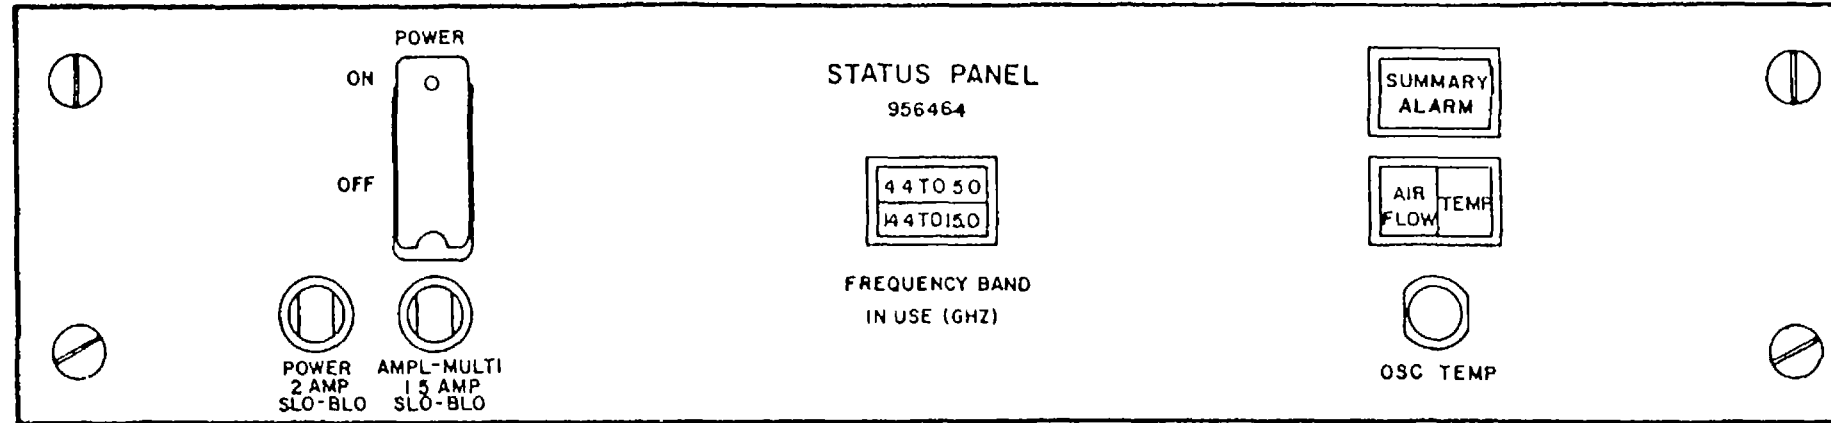 POWER
ON
OFF
POWER
2 AMP
SLO-BLO
AMPL-MULTI
1 5 AMP
SLO-BLO
STATUS PANEL
956464
4 4 TO 5 0
14 4 TO 15.0
FREQUENCY BAND
IN USE (GHZ)
SUMMARY
ALARM
AIR
FLOW
TEMP
OSC TEMP